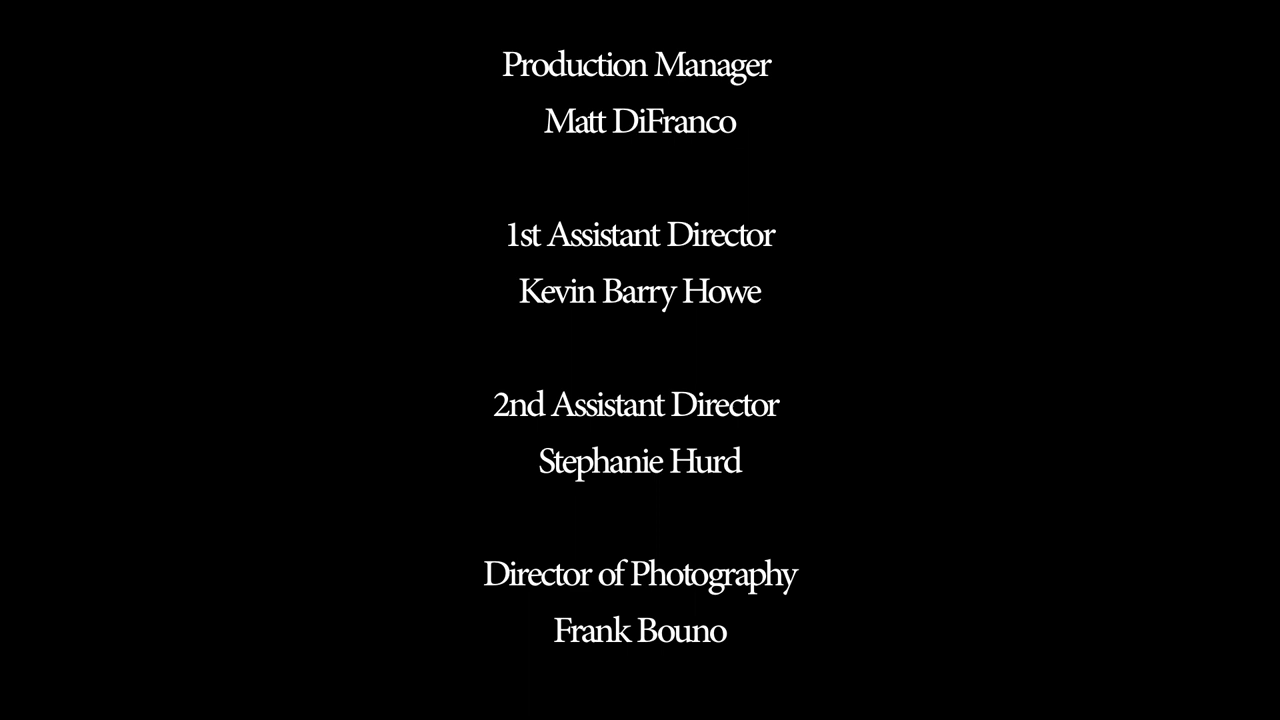 Production Manager
Matt DiFranco
1st Assistant Director
Kevin Barry Howe
2nd Assistant Director
Stephanie Hurd
Director of Photography
Frank Bouno